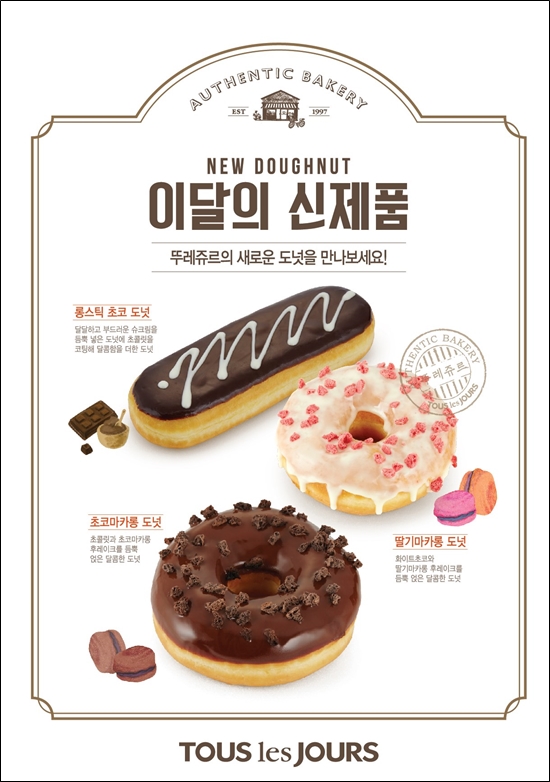 AUTHENTIC BAKERY
EST 1997
NEW DOUGHNUT
이달의 신제품
뚜레쥬르의 새로운 도넛을 만나보세요!
롱스틱 초코 도넛
달달하고 부드러운 슈크림을
듬뿍 넣은 도넛에 초콜릿을
코팅해 달콤함을 더한 도넛
THENTIC BAKERY
레쥬르
TOUS les JOURS
초코마카롱 도넛
초콜릿과 초코마카롱
후레이크를 듬뿍
얹은 달콤한 도넛
딸기마카롱 도넛
화이트초코와
딸기마카롱 후레이크를
듬뿍 얹은 달콤한 도넛
TOUS les JOURS